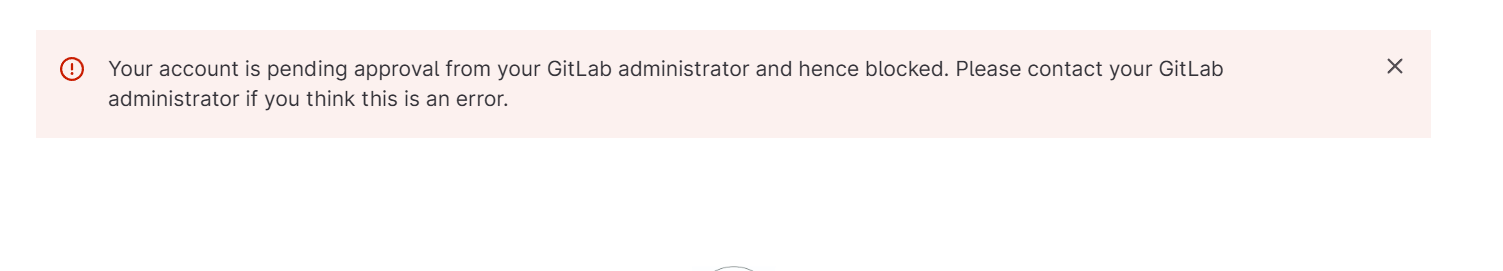 Your account is pending approval from your GitLab administrator and hence blocked. Please contact your GitLab
administrator if you think this is an error.